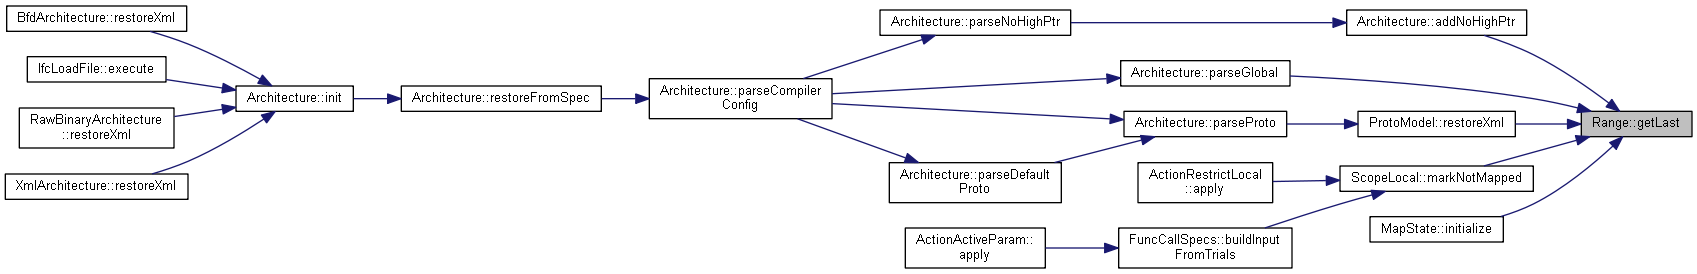 BfdArchitecture::restoreXml
IfcLoadFile::execute
RawBinaryArchitecture
::restoreXml
XmlArchitecture::restoreXml
Architecture::init
Architecture::restoreFromSpec
Architecture::parseCompiler
Config
Architecture::parseNoHighPtr
Architecture::parseGlobal
Architecture::parseProto
Architecture::parseDefault
Proto
ActionActiveParam::
apply
Architecture::addNoHighPtr
ProtoModel::restoreXml
ActionRestrictLocal
::apply
ScopeLocal::markNotMapped
FuncCallSpecs::buildInput
FromTrials
MapState::initialize
Range::getLast